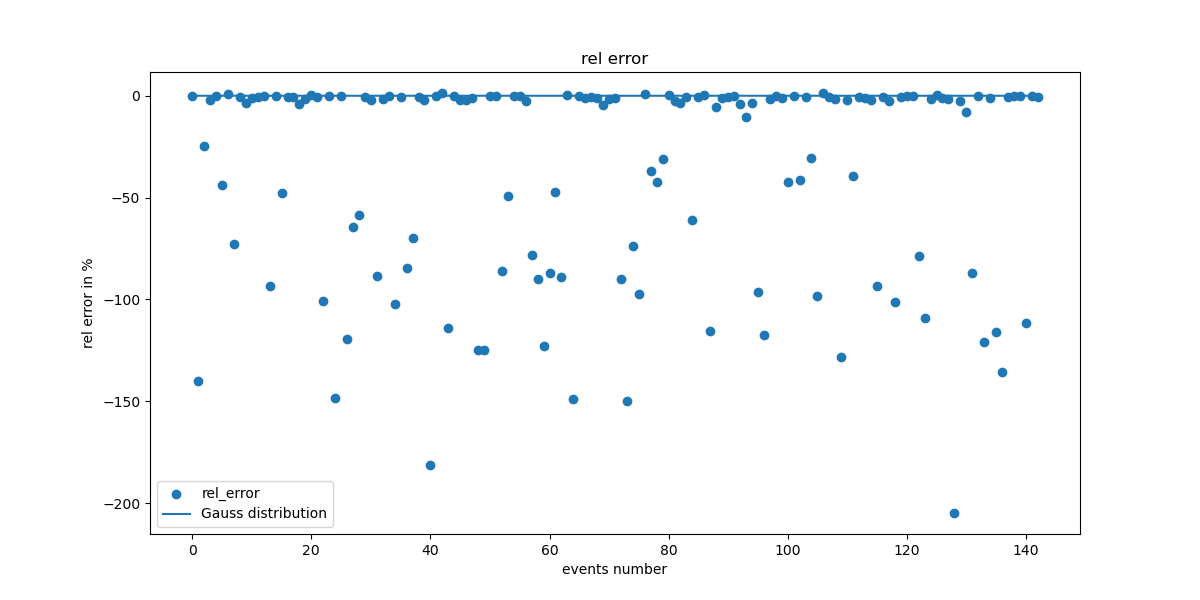 rel error
rel error in %
0
−50
−100
−150
−200
rel_error
Gauss distribution
0 20 40 60 80 100 120 140
events number